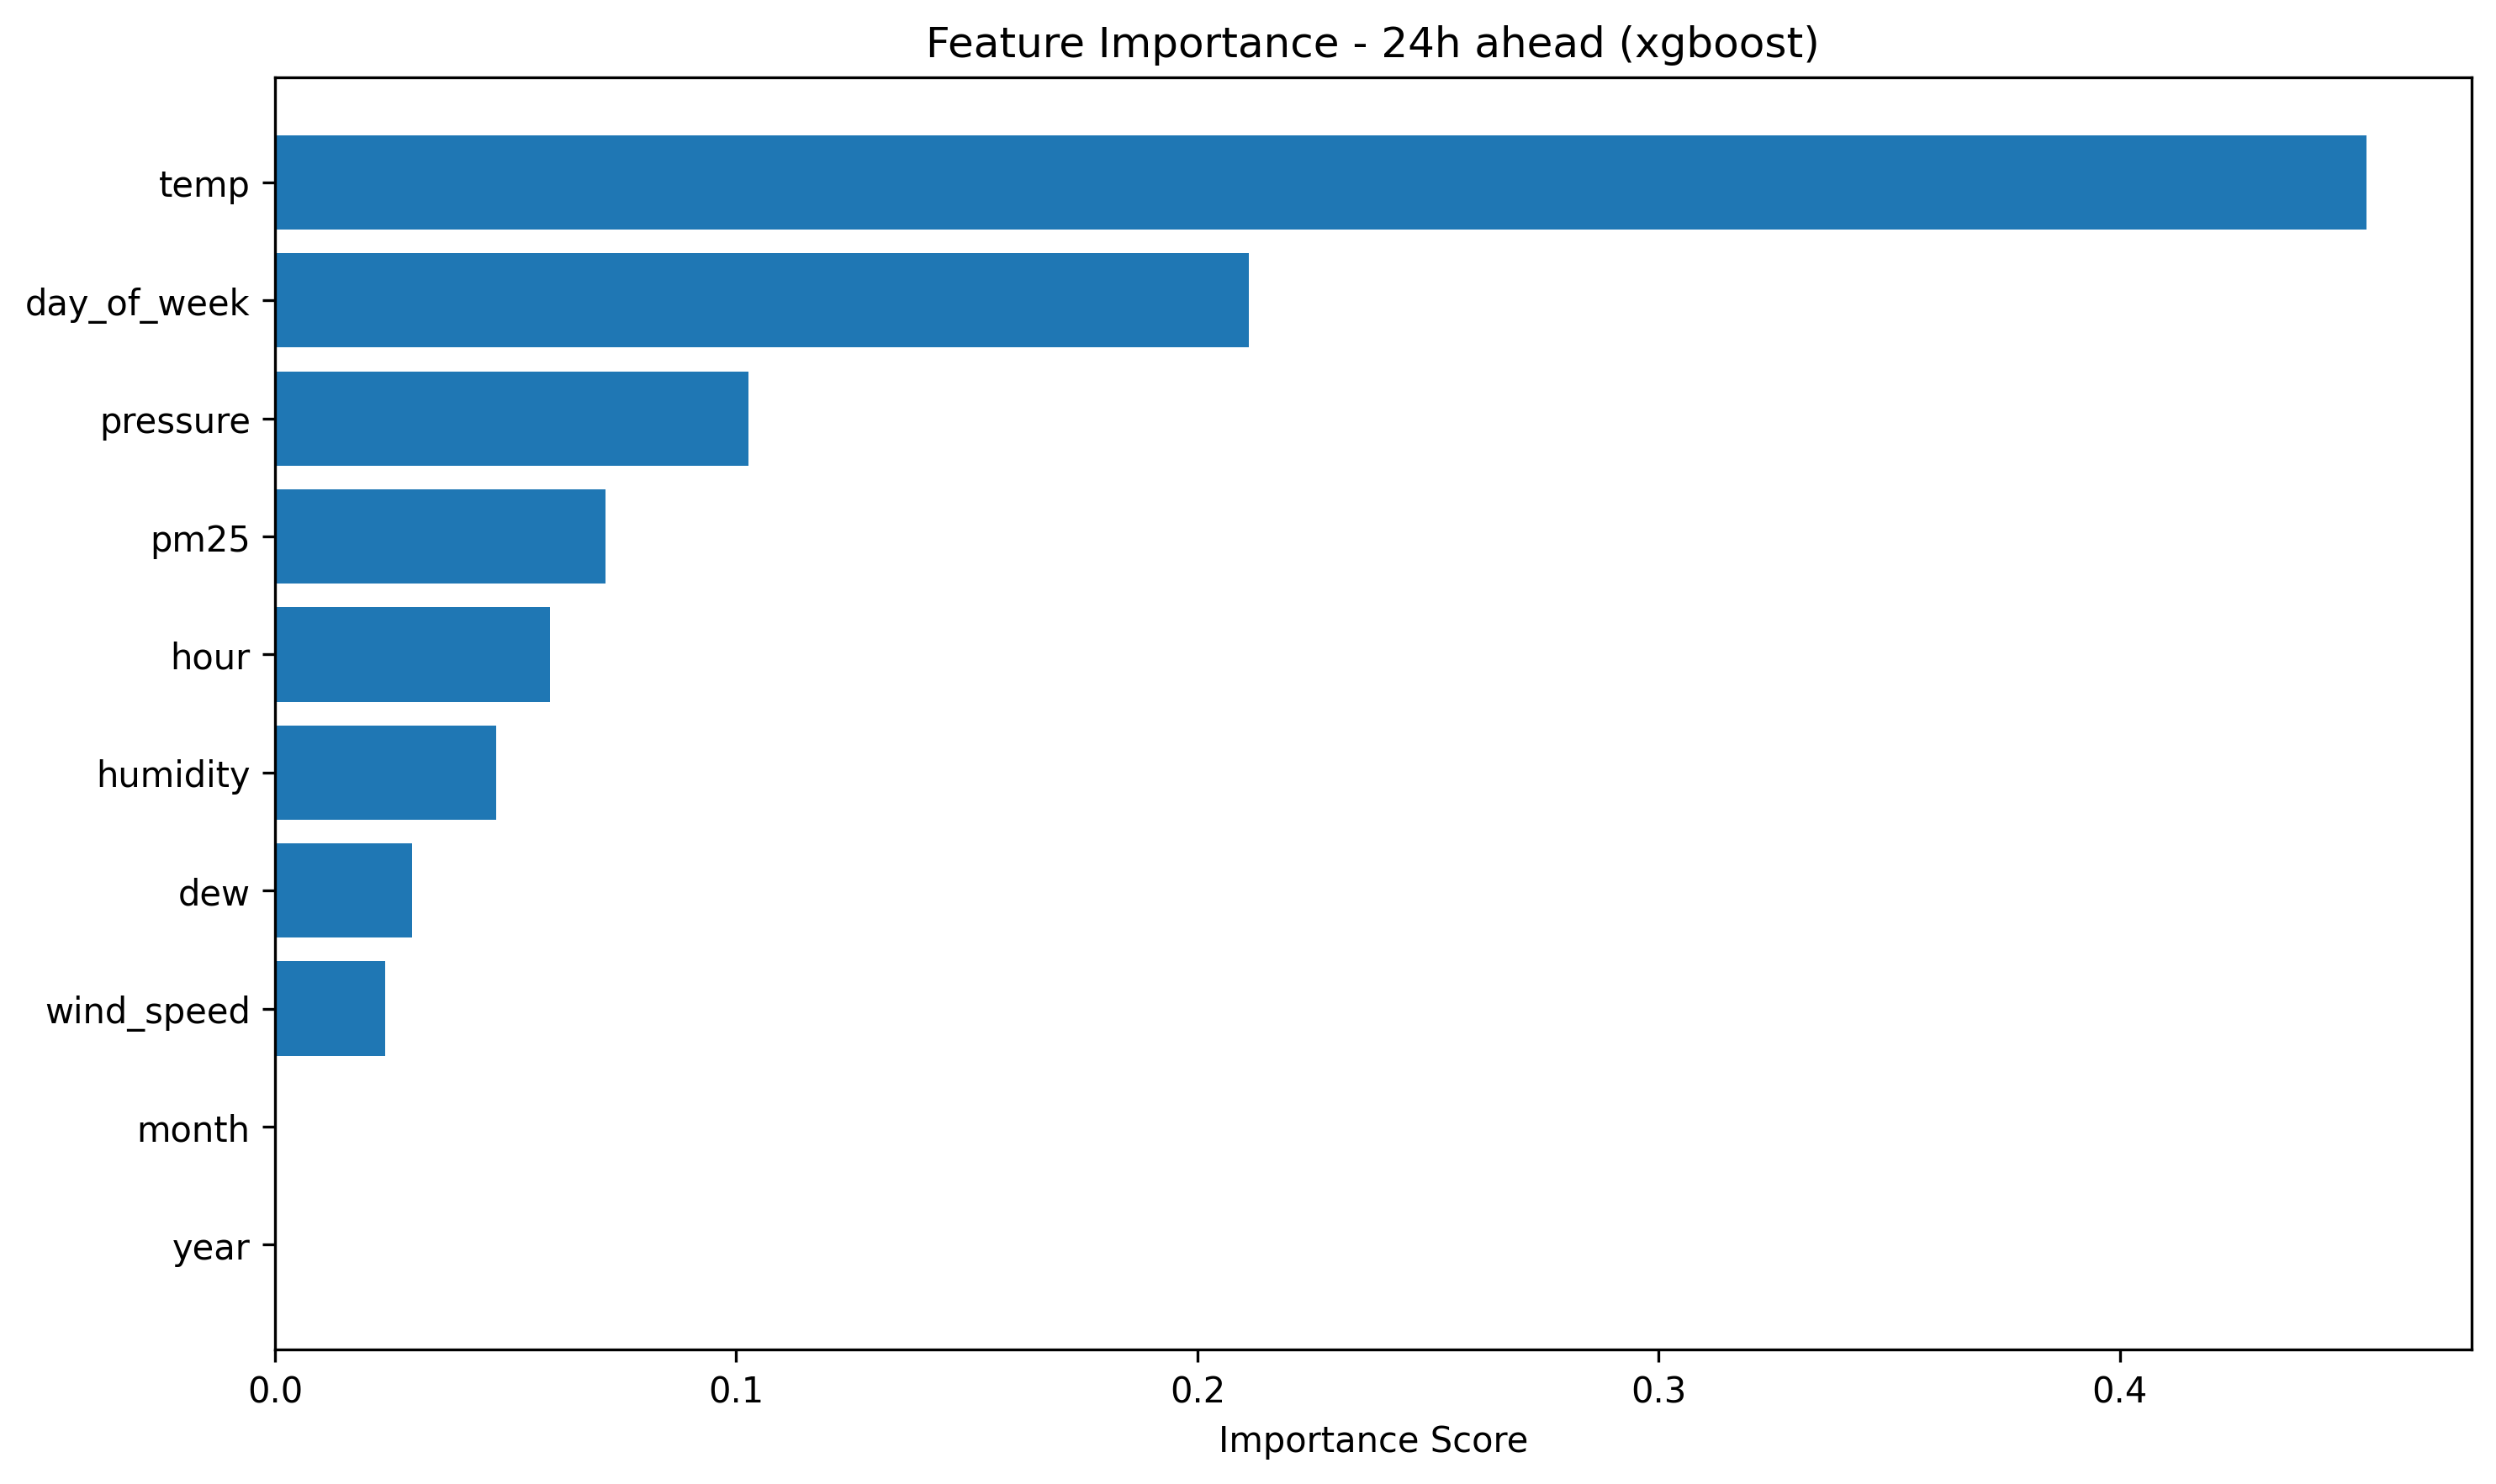 Feature Importance - 24h ahead (xgboost)
temp
day_of_week
pressure
pm25
hour
humidity
dew
wind_speed
month
year
0.0 0.1 0.2 0.3 0.4
Importance Score